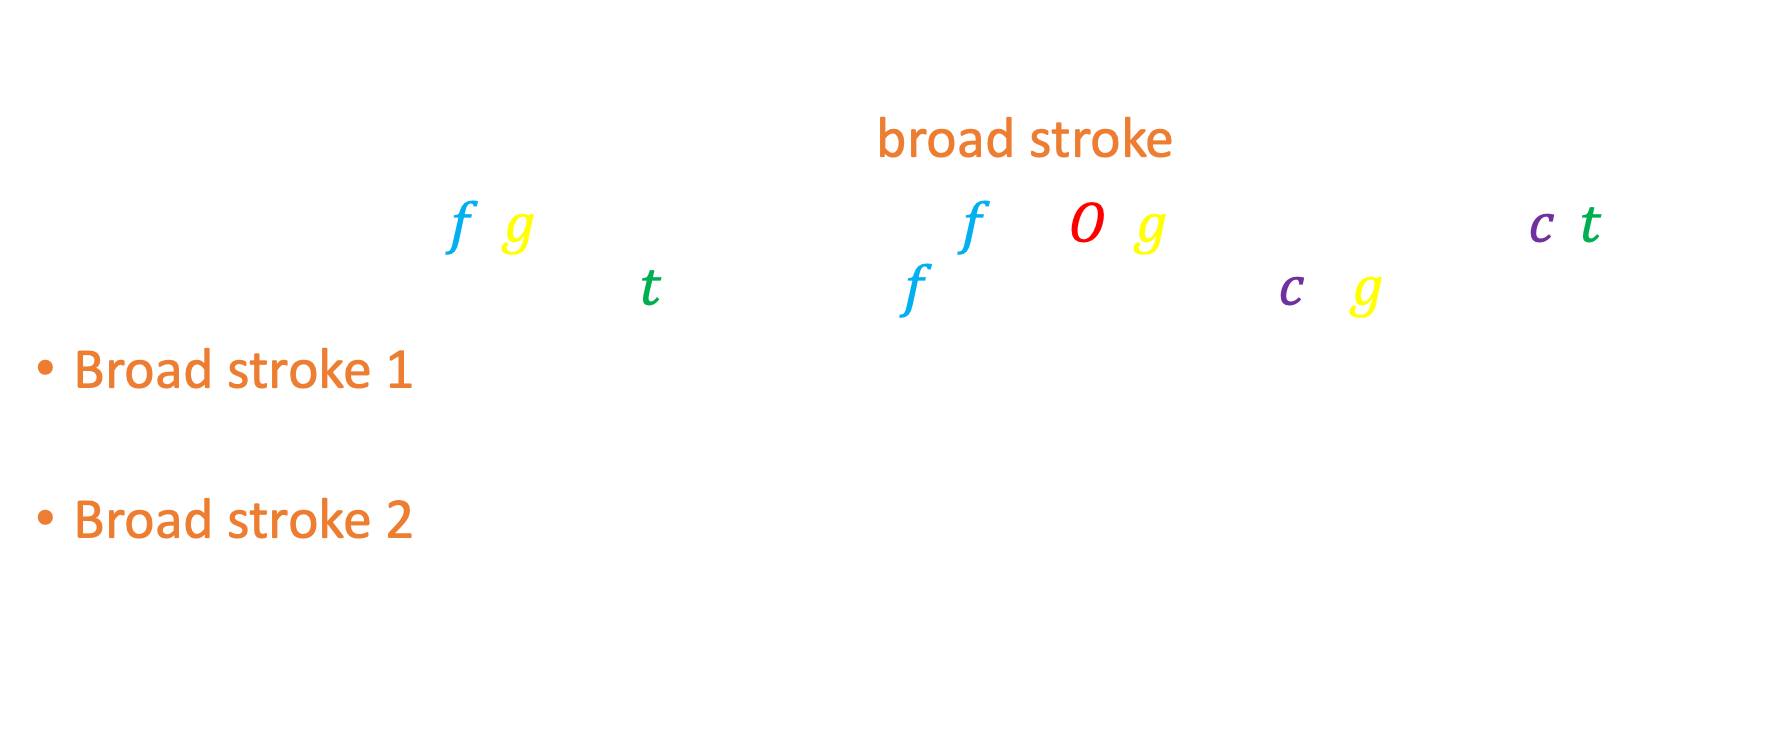 broad stroke
f g f O g c t
t f c g
• Broad stroke 1
• Broad stroke 2